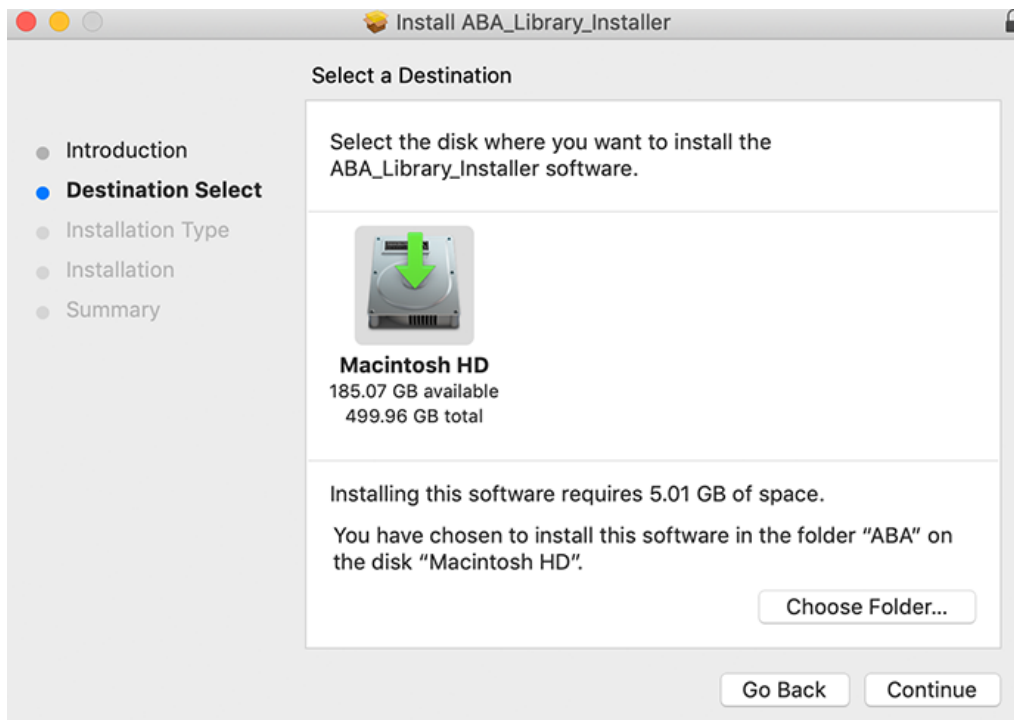 Install ABA_Library_Installer
Select a Destination
Introduction
Destination Select
Installation Type
Installation
Summary
Select the disk where you want to install the
ABA_Library_Installer software.
Macintosh HD
185.07 GB available
499.96 GB total
Installing this software requires 5.01 GB of space.
You have chosen to install this software in the folder “ABA” on
the disk “Macintosh HD”.
Choose Folder...
Go Back
Continue